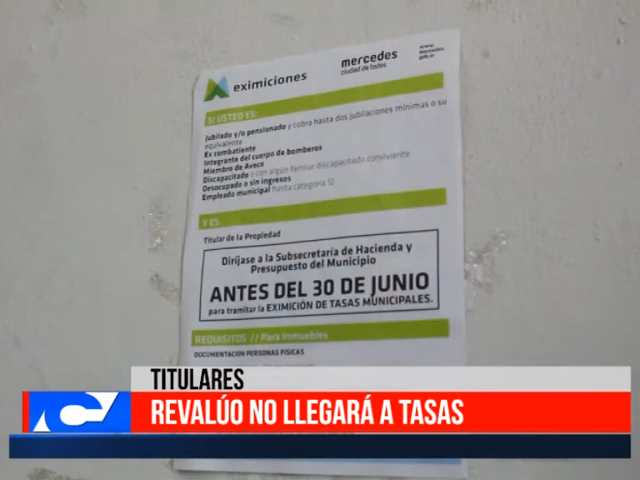 eximiciones
mercedes
ciudad de todos
www.
mercedes.
gob.ar
SI USTED ES:
Jubilado y/o pensionado y cobra hasta dos jubilaciones mínimas o su
equivalente
Ex combatiente
Integrante del cuerpo de bomberos
Miembro de Aveco
Discapacitado o con algún familiar discapacitado conviviente
Desocupado o sin ingresos
Empleado municipal hasta categoría 12
Y ES:
Titular de la Propiedad
Diríjase a la Subsecretaría de Hacienda y
Presupuesto del Municipio
ANTES DEL 30 DE JUNIO
para tramitar la EXIMICIÓN DE TASAS MUNICIPALES.
REQUISITOS // Para Inmuebles
DOCUMENTACION PERSONAS FISICAS
TITULARES
REVALÚO NO LLEGARÁ A TASAS